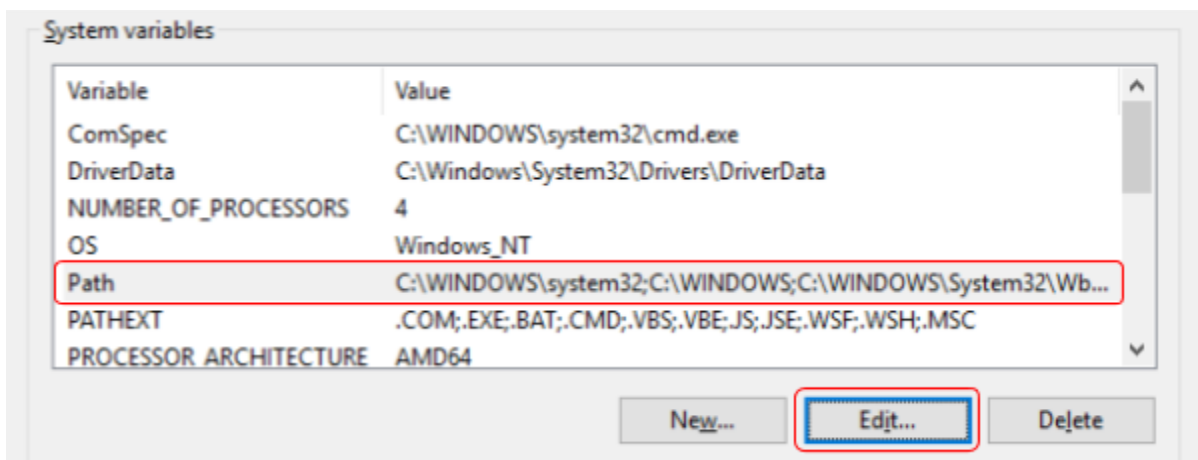 System variables
Variable Value
ComSpec C:\WINDOWS\system32\cmd.exe
DriverData C:\Windows\System32\Drivers\DriverData
NUMBER_OF_PROCESSORS 4
OS Windows_NT
Path C:\WINDOWS\system32;C:\WINDOWS;C:\WINDOWS\System32\Wb...
PATHEXT .COM;.EXE;.BAT;.CMD;.VBS;.VBE;.JS;.JSE;.WSF;.WSH;.MSC
PROCESSOR_ARCHITECTURE AMD64
New... Edit... Delete